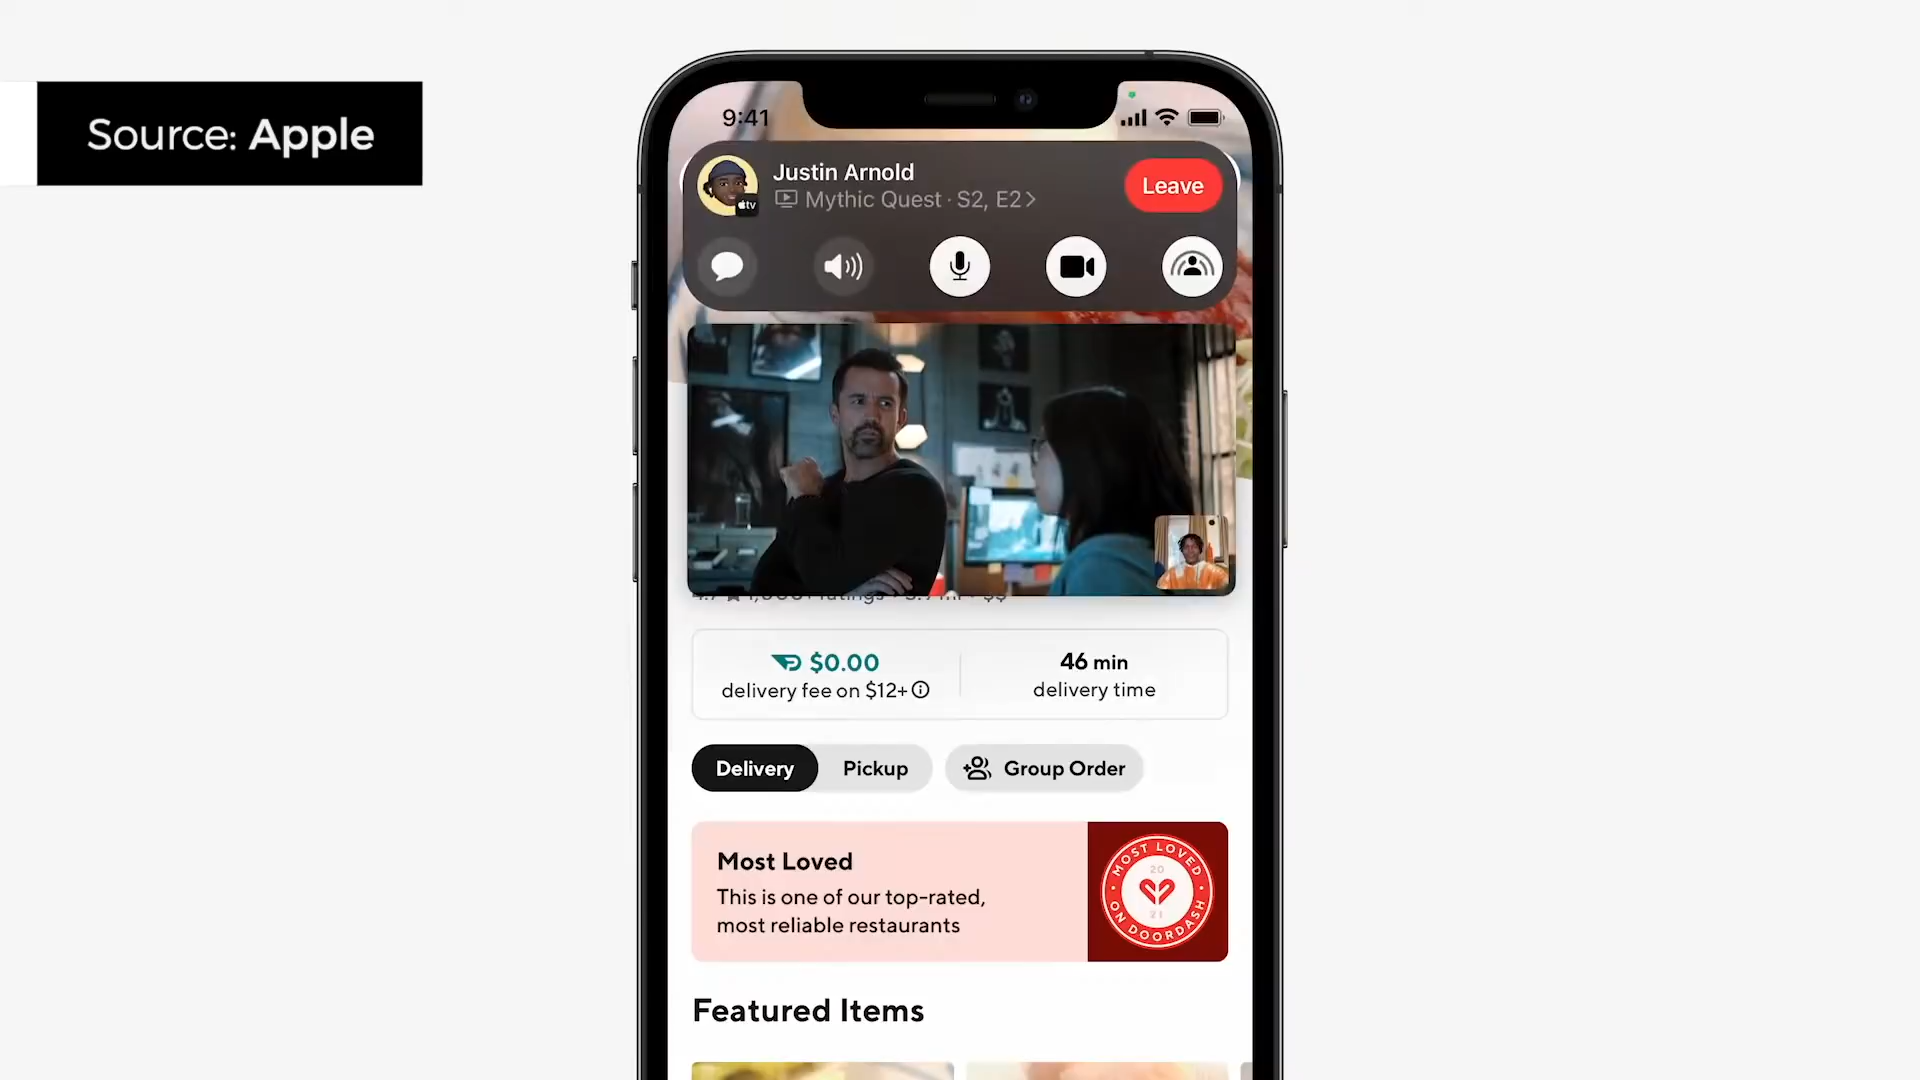 Source: Apple
9:41
Justin Arnold
tv
Mythic Quest · S2, E2
Leave
$0.00
delivery fee on $12+
46 min
delivery time
Delivery
Pickup
Group Order
Most Loved
This is one of our top-rated,
most reliable restaurants
MOST LOVED
20
21
ON DOORDASH
Featured Items